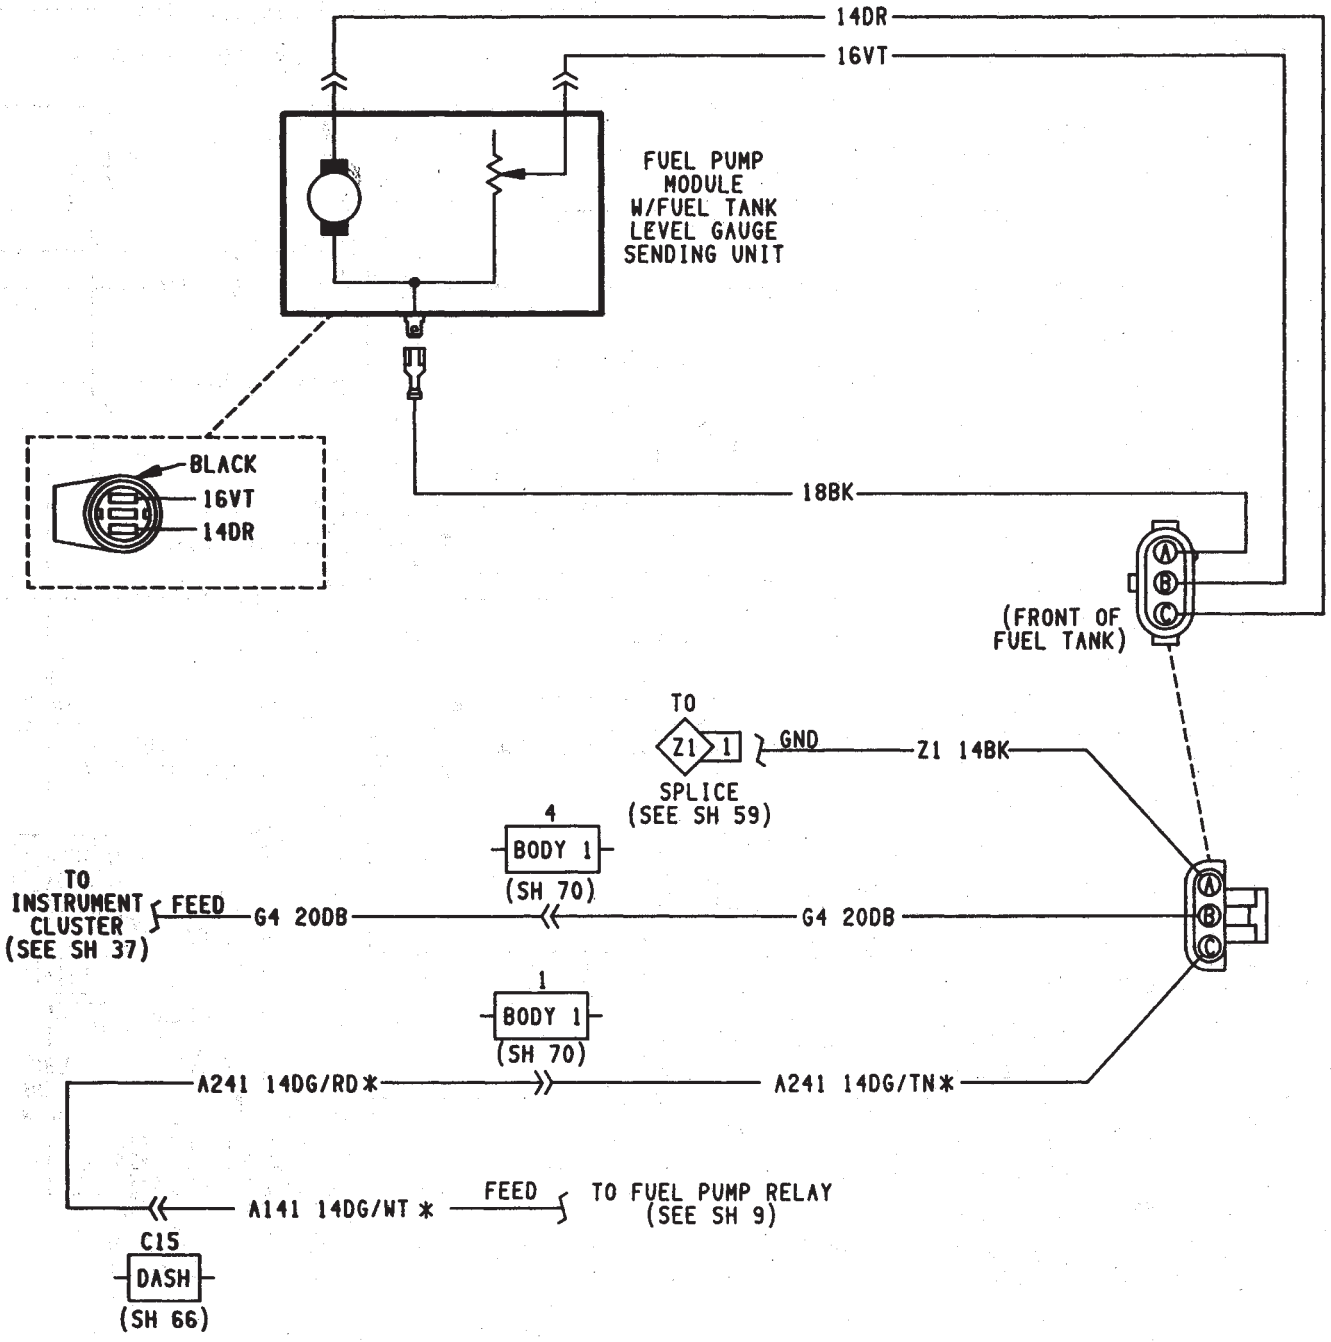 14DR
16VT
FUEL PUMP
MODULE
W/FUEL TANK
LEVEL GAUGE
SENDING UNIT
BLACK
16VT
14DR
18BK
A
B
C
(FRONT OF
FUEL TANK)
TO
Z1 1
GND
Z1 14BK
SPLICE
(SEE SH 59)
4
BODY 1
(SH 70)
TO
INSTRUMENT
CLUSTER
(SEE SH 37)
FEED
G4 20DB
G4 20DB
A
B
C
1
BODY 1
(SH 70)
A241 14DG/RD*
A241 14DG/TN*
A141 14DG/WT *
FEED
TO FUEL PUMP RELAY
(SEE SH 9)
C15
DASH
(SH 66)